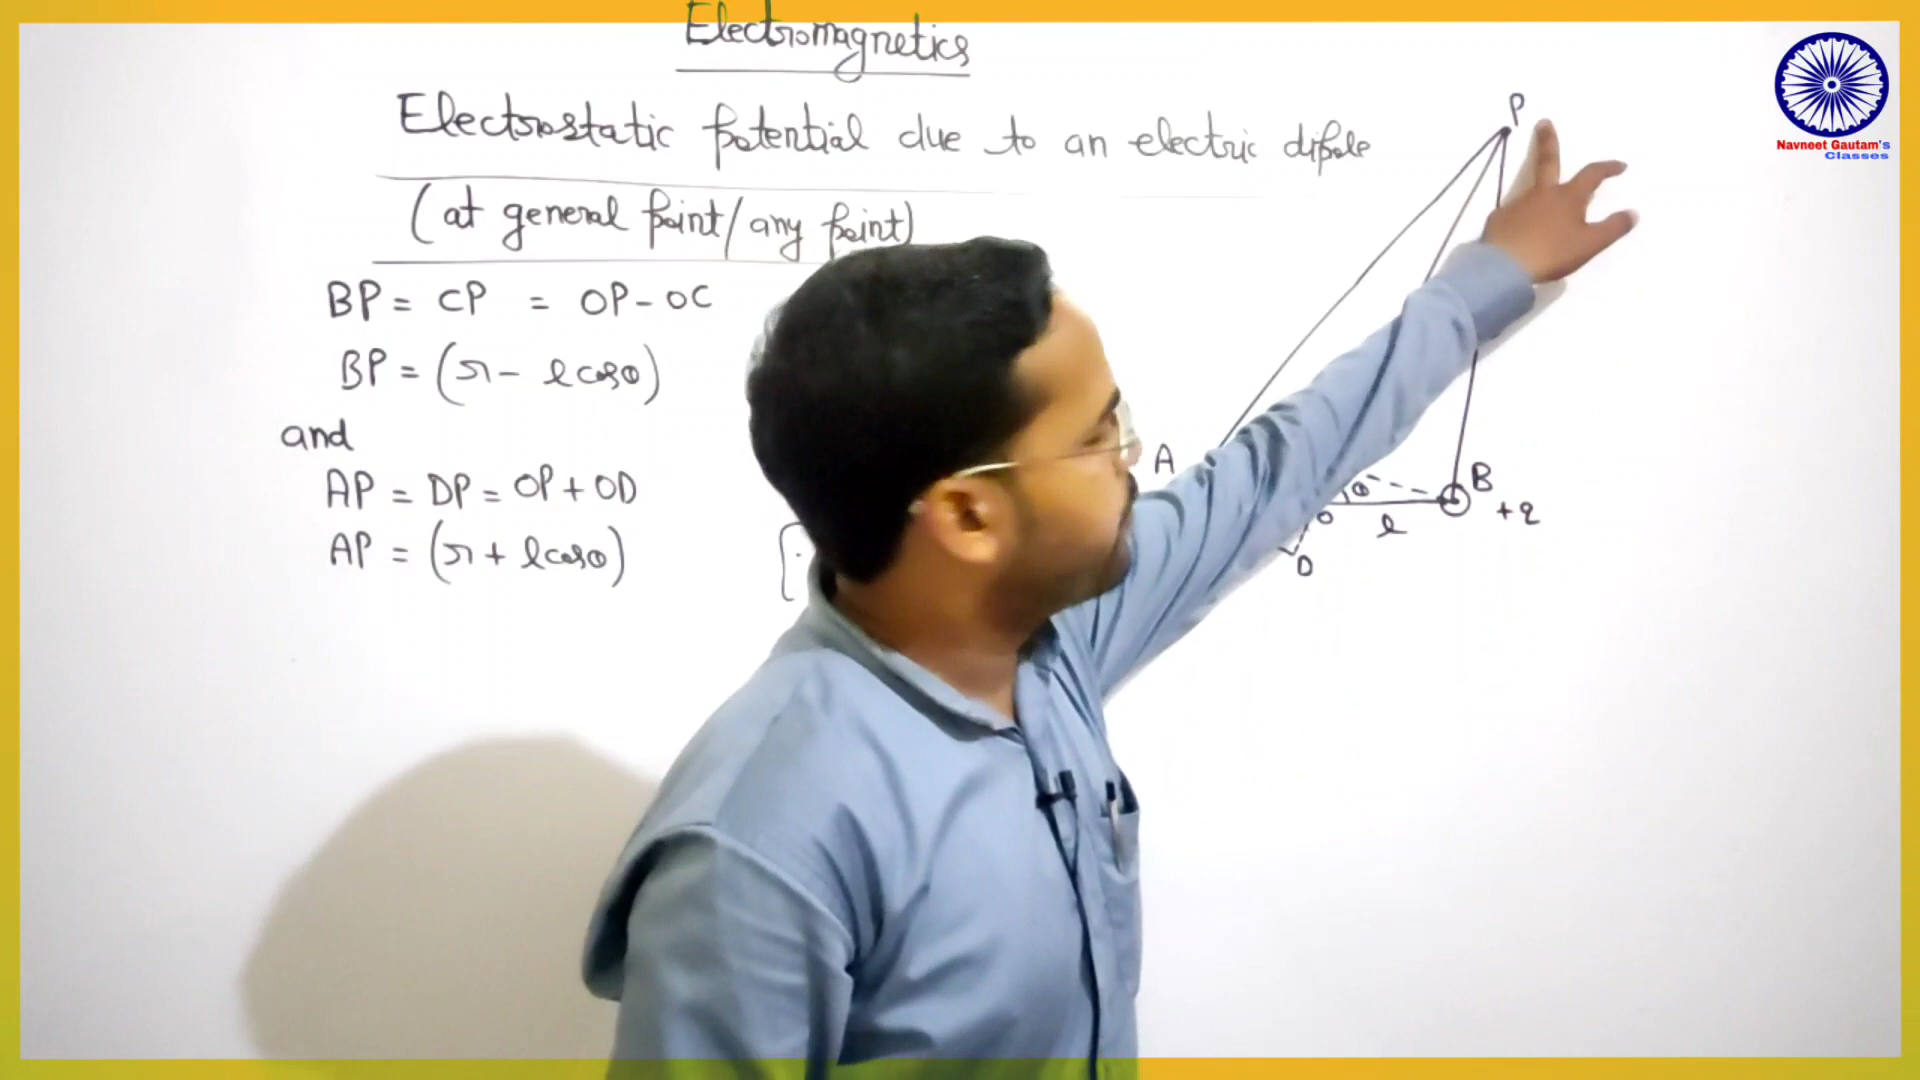 Electromagnetics
Electrostatic potential due to an electric dipole
(at general point/any point)
BP = CP = OP - OC
BP = (r - l cosθ)
and
AP = DP = OP + OD
AP = (r + l cosθ)
P
A
B
+q
θ
O
l
D
Navneet Gautam's
Classes